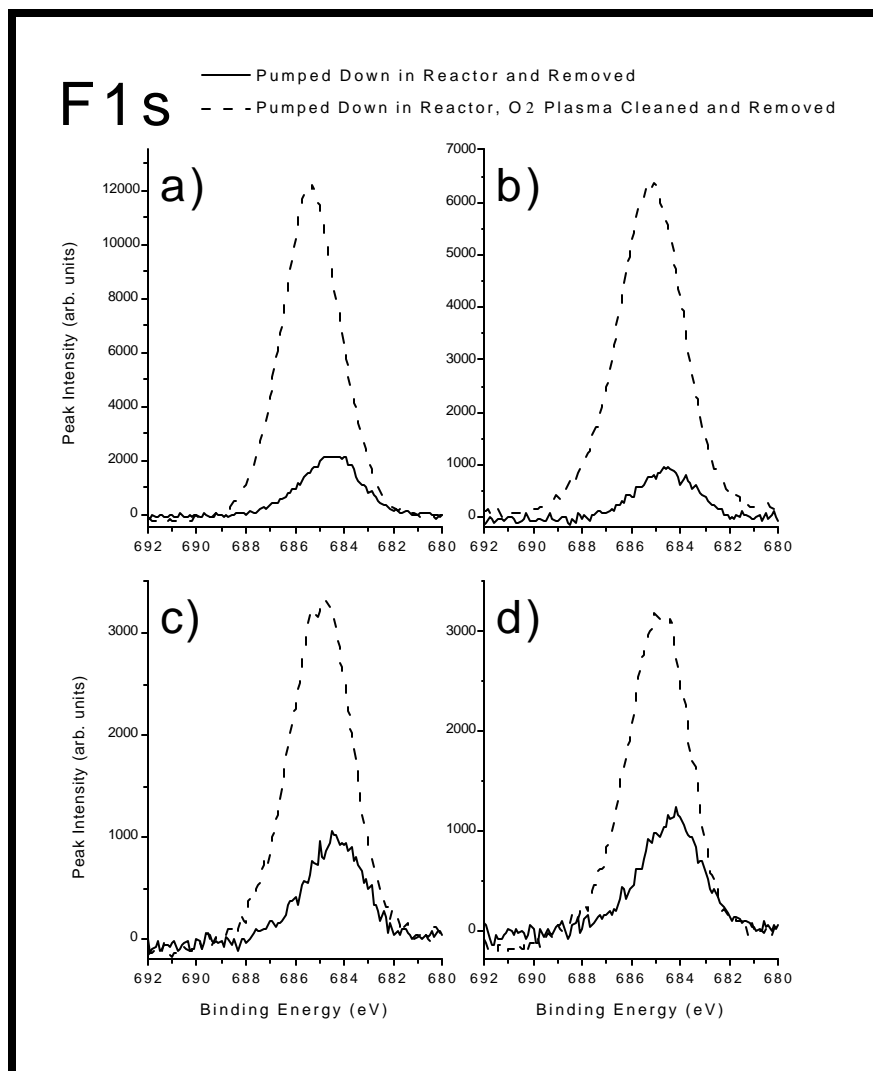 F1s
Pumped Down in Reactor and Removed
Pumped Down in Reactor, O2 Plasma Cleaned and Removed
a)
12000
10000
8000
6000
4000
2000
0
692 690 688 686 684 682 680
Peak Intensity (arb. units)
b)
7000
6000
5000
4000
3000
2000
1000
0
692 690 688 686 684 682 680
c)
3000
2000
1000
0
692 690 688 686 684 682 680
Peak Intensity (arb. units)
Binding Energy (eV)
d)
3000
2000
1000
0
692 690 688 686 684 682 680
Binding Energy (eV)